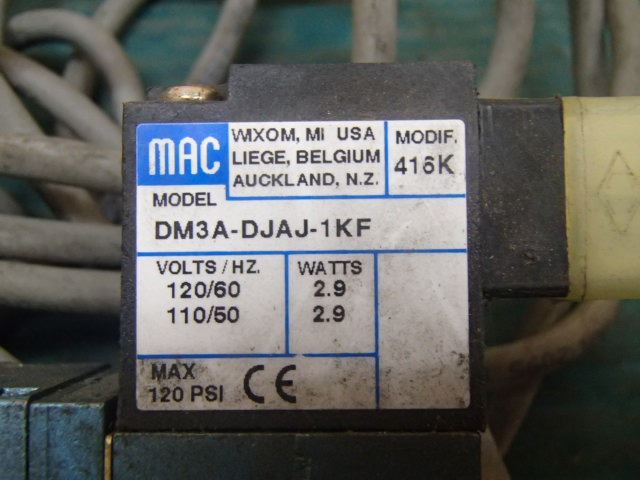 MAC
WIXOM, MI USA
LIEGE, BELGIUM
AUCKLAND, N.Z.
MODIF.
416K
MODEL
DM3A-DJAJ-1KF
VOLTS/HZ. WATTS
120/60 2.9
110/50 2.9
MAX
120 PSI CE